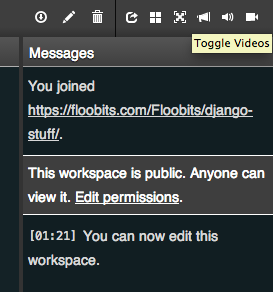 Toggle Videos
Messages
You joined
https://floobits.com/Floobits/django-
stuff/.
This workspace is public. Anyone can
view it. Edit permissions.
[01:21] You can now edit this
workspace.